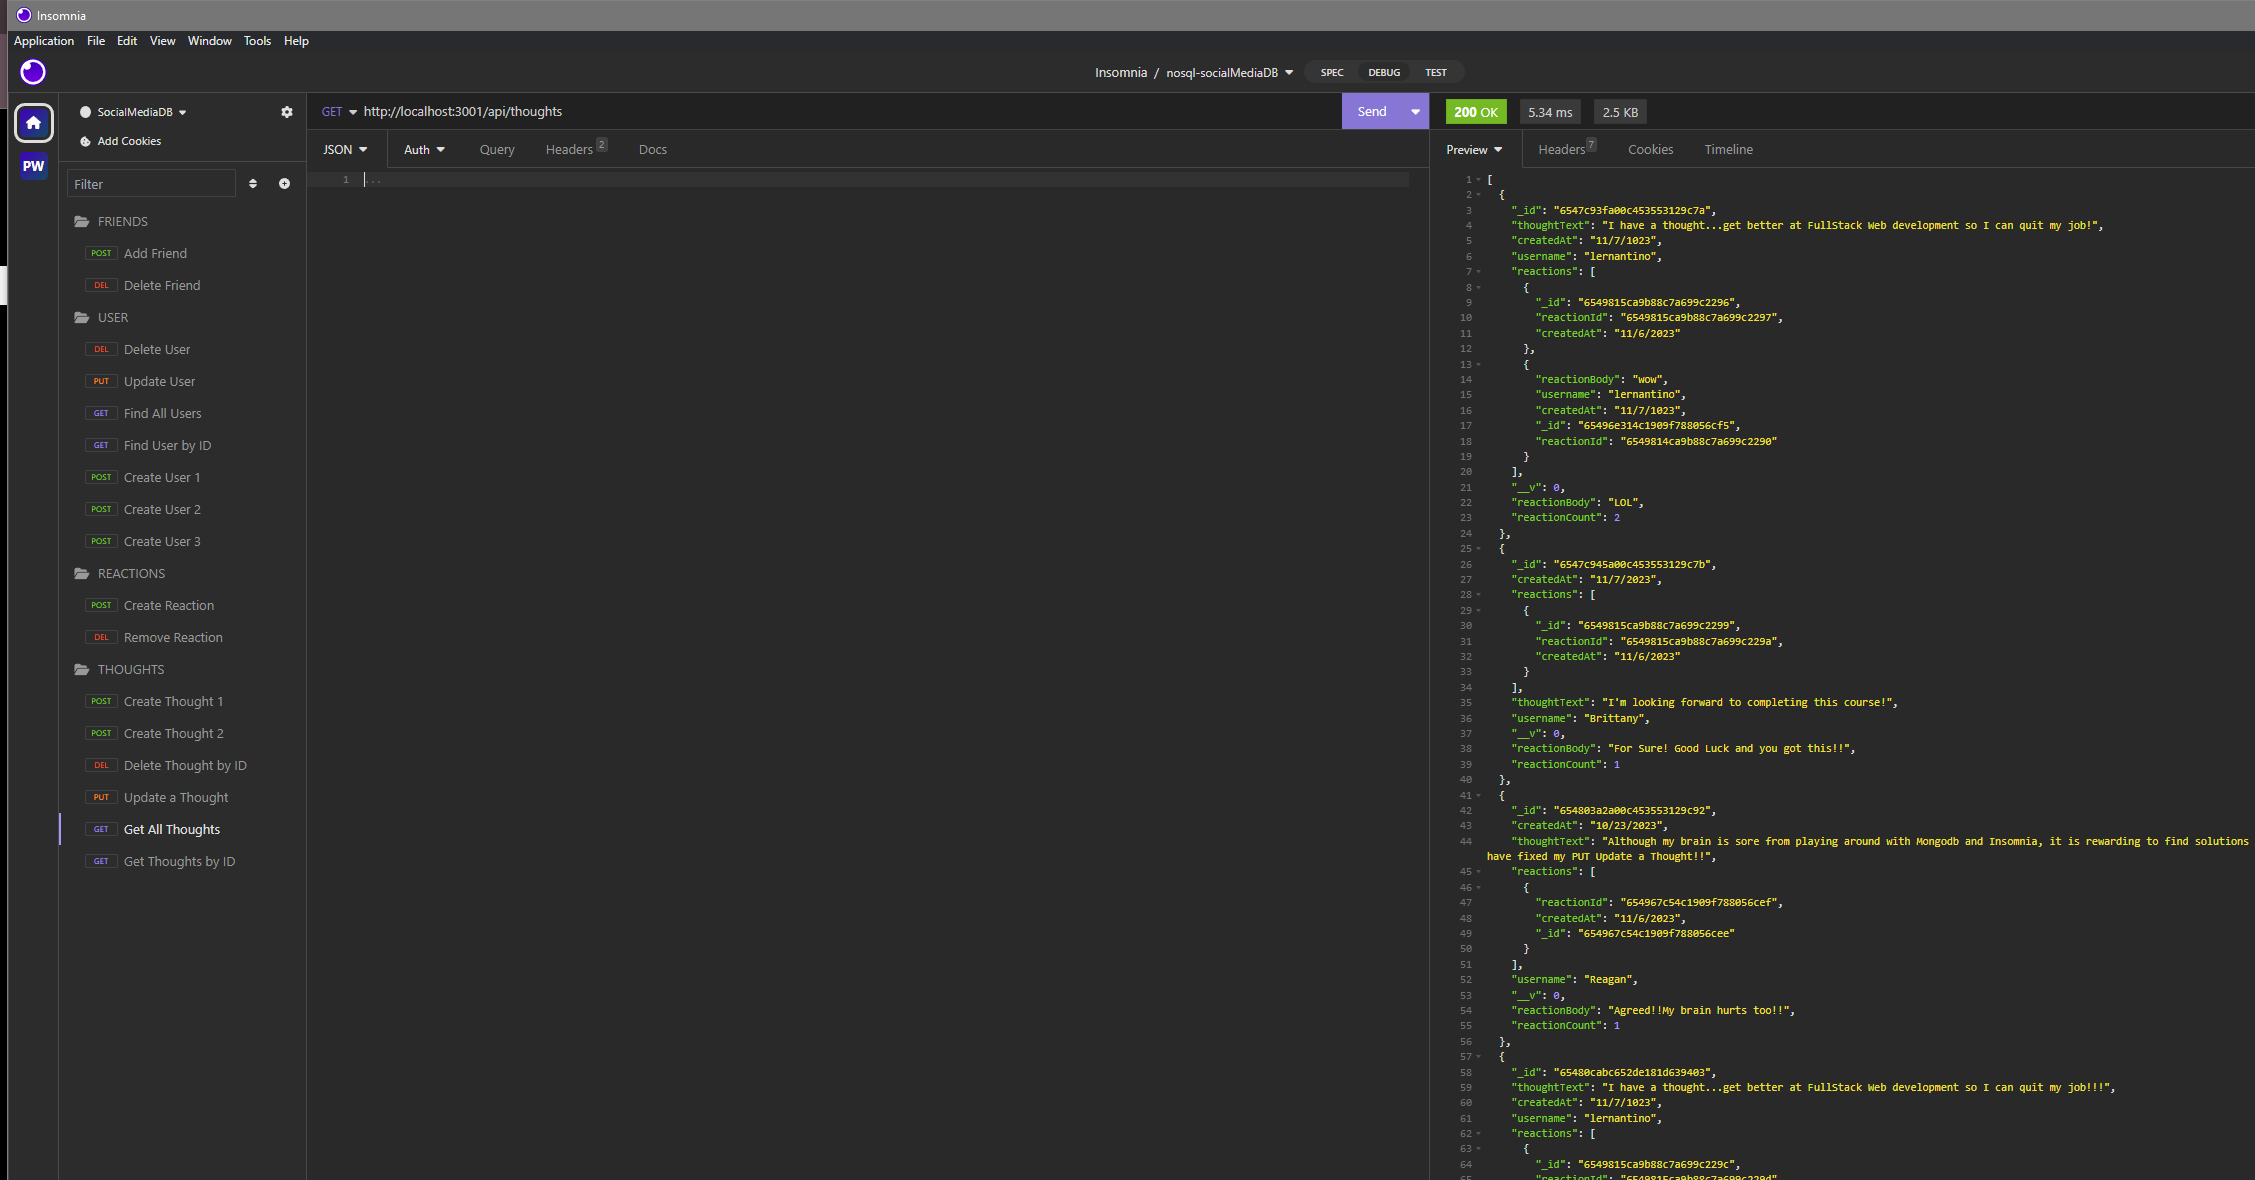 Insomnia
Application File Edit View Window Tools Help
Insomnia / nosql-socialMediaDB SPEC DEBUG TEST
SocialMediaDB
Add Cookies
PW
Filter
FRIENDS
POST Add Friend
DEL Delete Friend
USER
DEL Delete User
PUT Update User
GET Find All Users
GET Find User by ID
POST Create User 1
POST Create User 2
POST Create User 3
REACTIONS
POST Create Reaction
DEL Remove Reaction
THOUGHTS
POST Create Thought 1
POST Create Thought 2
DEL Delete Thought by ID
PUT Update a Thought
GET Get All Thoughts
GET Get Thoughts by ID
GET http://localhost:3001/api/thoughts Send
JSON Auth Query Headers 2 Docs
1 ...
200 OK 5.34 ms 2.5 KB
Preview Headers 7 Cookies Timeline
1 [
2 {
3 "_id": "6547c93fa00c453553129c7a",
4 "thoughtText": "I have a thought...get better at FullStack Web development so I can quit my job!",
5 "createdAt": "11/7/1023",
6 "username": "lernantino",
7 "reactions": [
8 {
9 "_id": "6549815ca9b88c7a699c2296",
10 "reactionId": "6549815ca9b88c7a699c2297",
11 "createdAt": "11/6/2023"
12 },
13 {
14 "reactionBody": "wow",
15 "username": "lernantino",
16 "createdAt": "11/7/1023",
17 "_id": "65496e314c1909f788056cf5",
18 "reactionId": "6549814ca9b88c7a699c2290"
19 }
20 ],
21 "__v": 0,
22 "reactionBody": "LOL",
23 "reactionCount": 2
24 },
25 {
26 "_id": "6547c945a00c453553129c7b",
27 "createdAt": "11/7/2023",
28 "reactions": [
29 {
30 "_id": "6549815ca9b88c7a699c2299",
31 "reactionId": "6549815ca9b88c7a699c229a",
32 "createdAt": "11/6/2023"
33 }
34 ],
35 "thoughtText": "I'm looking forward to completing this course!",
36 "username": "Brittany",
37 "__v": 0,
38 "reactionBody": "For Sure! Good Luck and you got this!!",
39 "reactionCount": 1
40 },
41 {
42 "_id": "654803a2a00c453553129c92",
43 "createdAt": "10/23/2023",
44 "thoughtText": "Although my brain is sore from playing around with Mongodb and Insomnia, it is rewarding to find solutions
have fixed my PUT Update a Thought!!",
45 "reactions": [
46 {
47 "reactionId": "654967c54c1909f788056cef",
48 "createdAt": "11/6/2023",
49 "_id": "654967c54c1909f788056cee"
50 }
51 ],
52 "username": "Reagan",
53 "__v": 0,
54 "reactionBody": "Agreed!!My brain hurts too!!",
55 "reactionCount": 1
56 },
57 {
58 "_id": "65480cabc652de181d639403",
59 "thoughtText": "I have a thought...get better at FullStack Web development so I can quit my job!!!",
60 "createdAt": "11/7/1023",
61 "username": "lernantino",
62 "reactions": [
63 {
64 "_id": "6549815ca9b88c7a699c229c",
65 "reactionId": "6549815ca9b88c7a699c229d"